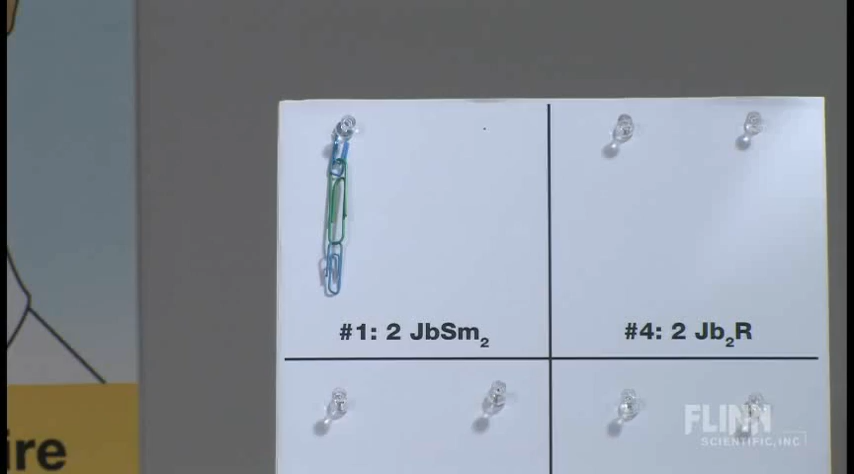 #1: 2 JbSm₂
#4: 2 Jb₂R
ire
FLINN
SCIENTIFIC, INC